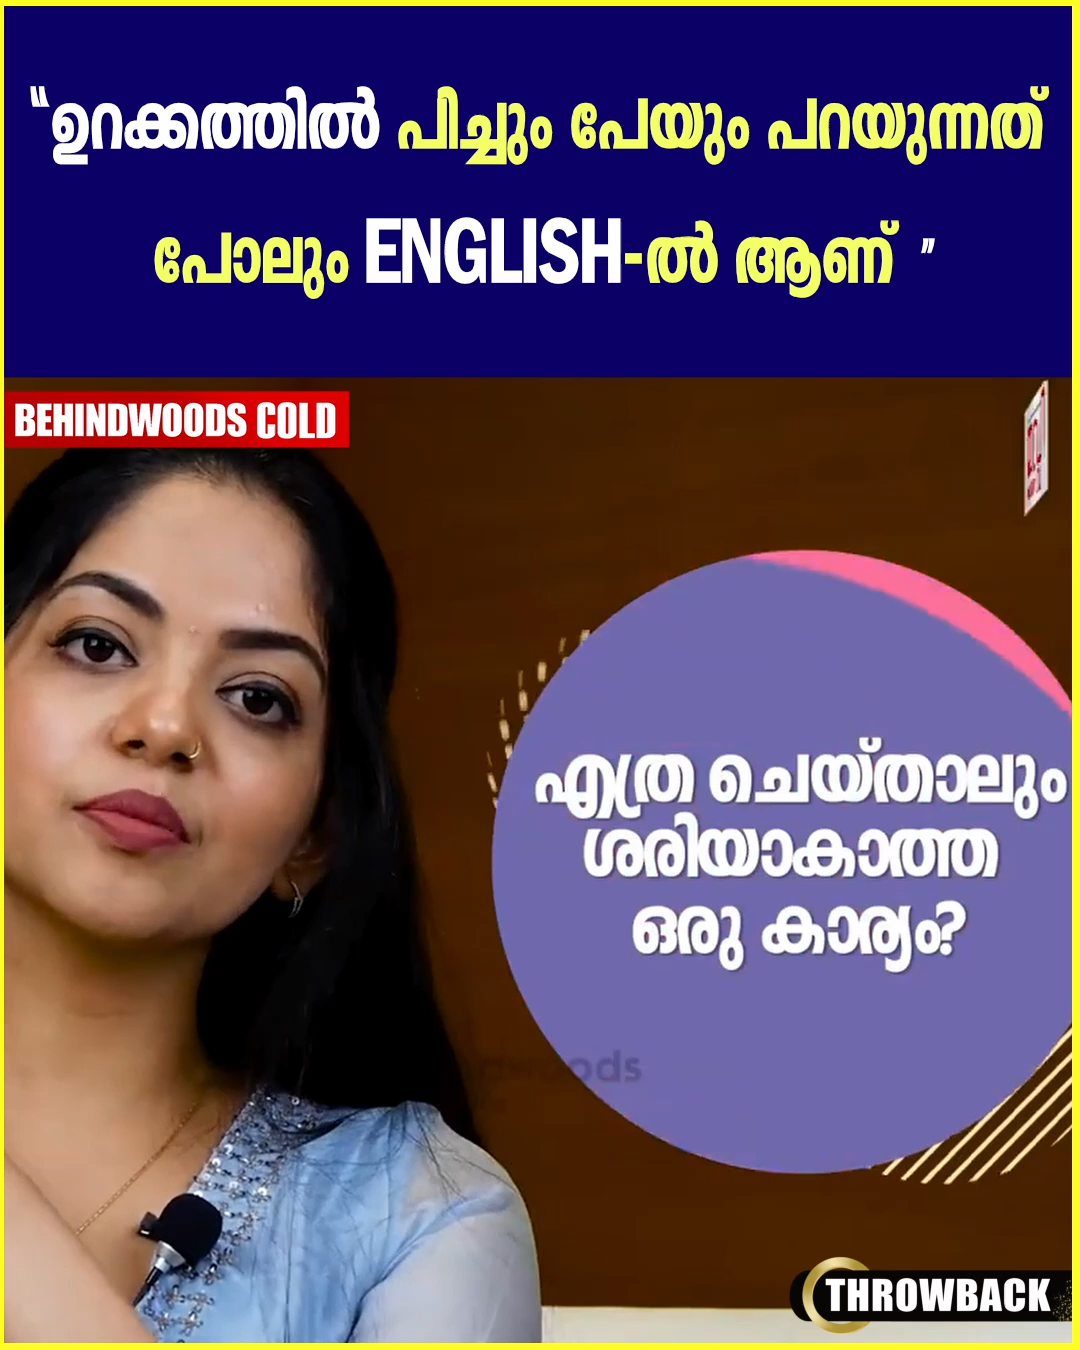 "ഉറക്കത്തിൽ പിച്ചും പേയും പറയുന്നത്
പോലും ENGLISH-ൽ ആണ് "
BEHINDWOODS COLD
എത്ര ചെയ്താലും
ശരിയാകാത്ത
ഒരു കാര്യം?
THROWBACK